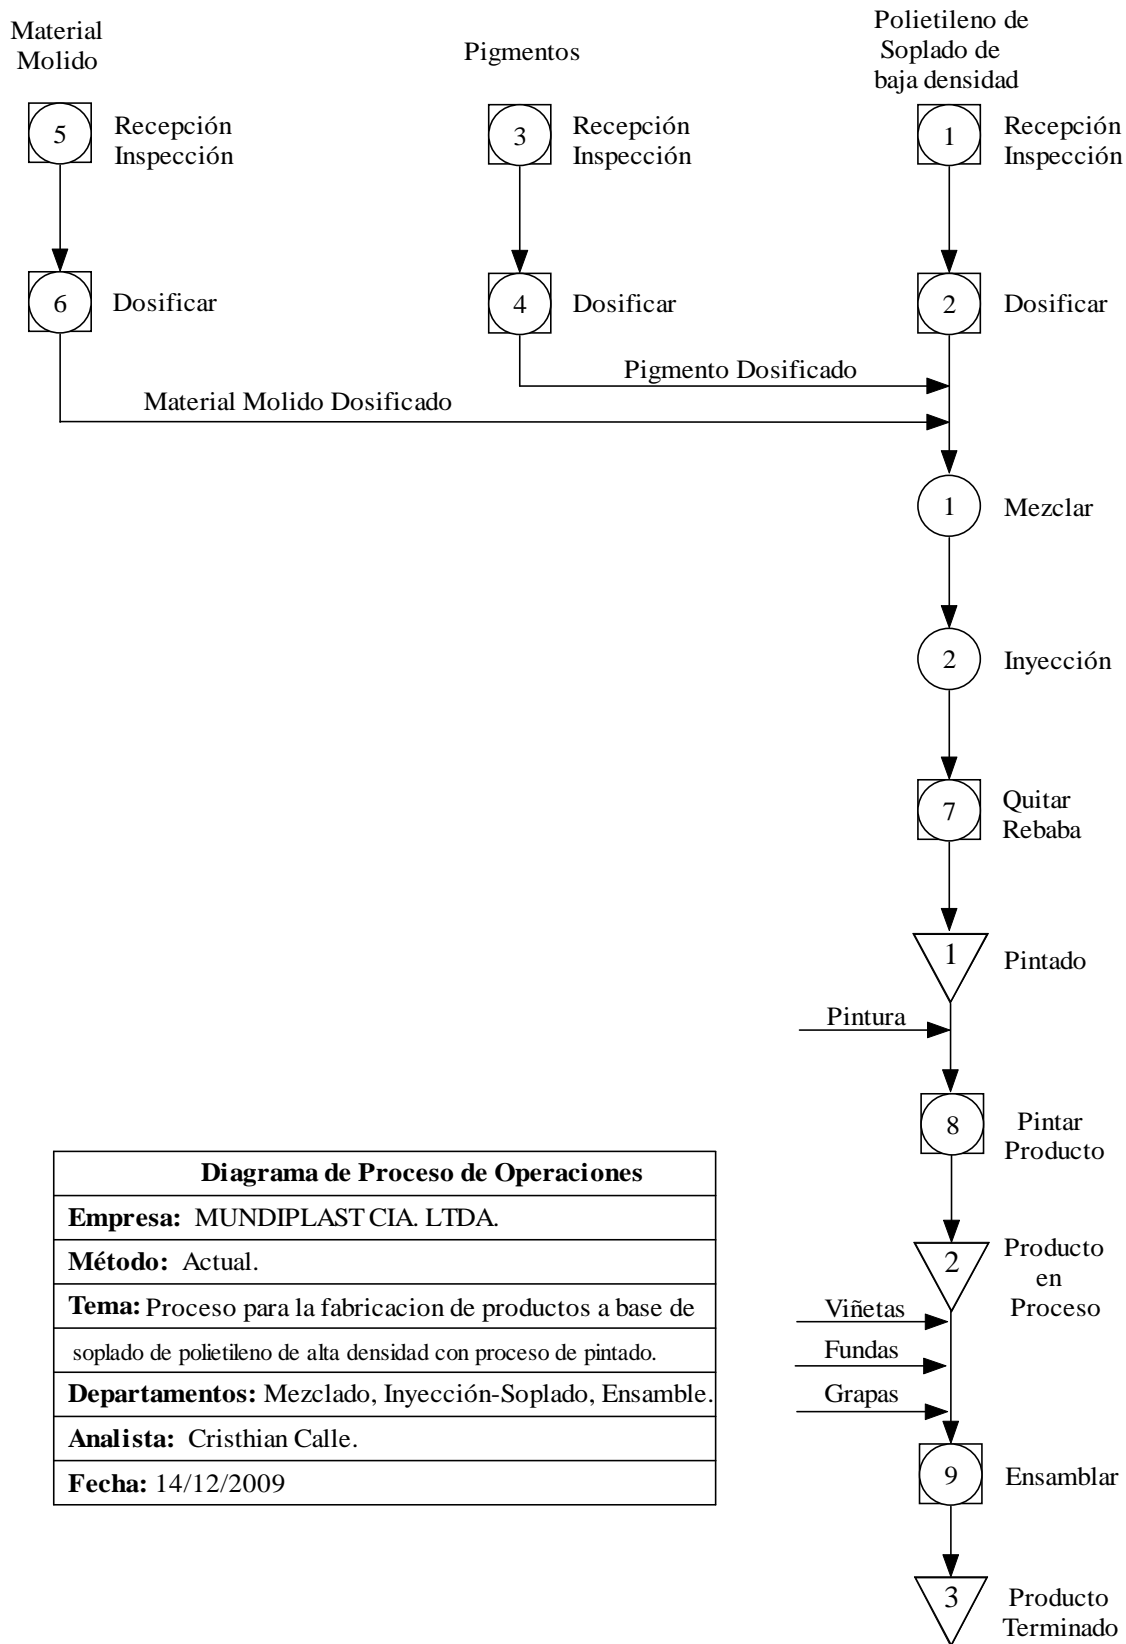 Material
Molido
Pigmentos
Polietileno de
Soplado de
baja densidad
5
Recepción
Inspección
3
Recepción
Inspección
1
Recepción
Inspección
6
Dosificar
4
Dosificar
2
Dosificar
Pigmento Dosificado
Material Molido Dosificado
1
Mezclar
2
Inyección
7
Quitar
Rebaba
1
Pintado
Pintura
8
Pintar
Producto
2
Producto
en
Proceso
Viñetas
Fundas
Grapas
9
Ensamblar
3
Producto
Terminado
Diagrama de Proceso de Operaciones
Empresa: MUNDIPLAST CIA. LTDA.
Método: Actual.
Tema: Proceso para la fabricacion de productos a base de
soplado de polietileno de alta densidad con proceso de pintado.
Departamentos: Mezclado, Inyección-Soplado, Ensamble.
Analista: Cristhian Calle.
Fecha: 14/12/2009